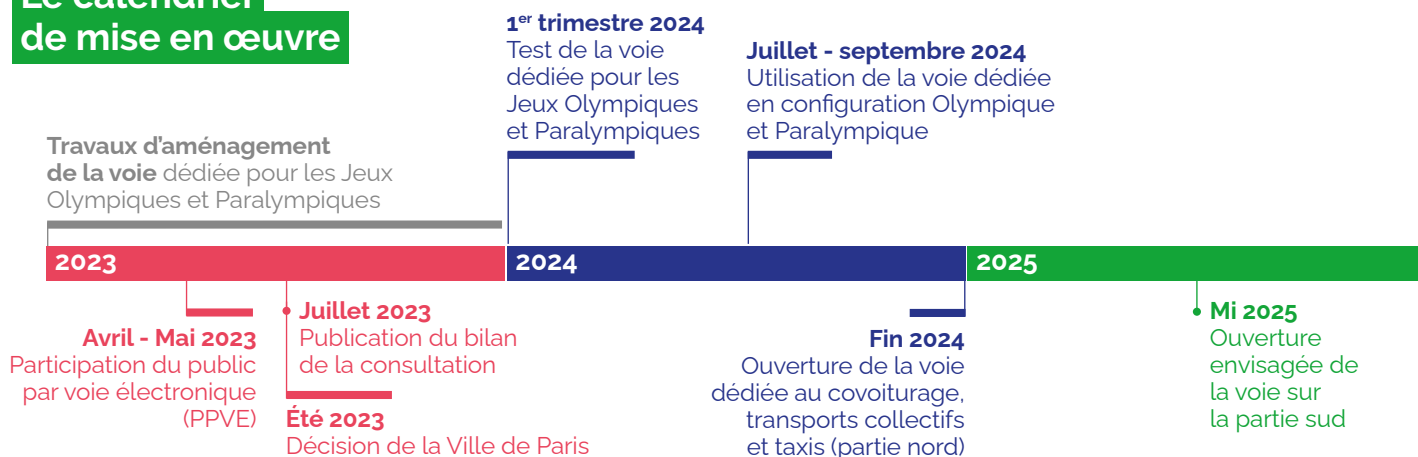 Le calendrier
de mise en œuvre
1er trimestre 2024
Test de la voie
dédiée pour les
Jeux Olympiques
et Paralympiques
Juillet - septembre 2024
Utilisation de la voie dédiée
en configuration Olympique
et Paralympique
Travaux d'aménagement
de la voie dédiée pour les Jeux
Olympiques et Paralympiques
2023
2024
2025
Avril - Mai 2023
Participation du public
par voie électronique
(PPVE)
Juillet 2023
Publication du bilan
de la consultation
Été 2023
Décision de la Ville de Paris
Fin 2024
Ouverture de la voie
dédiée au covoiturage,
transports collectifs
et taxis (partie nord)
Mi 2025
Ouverture
envisagée de
la voie sur
la partie sud